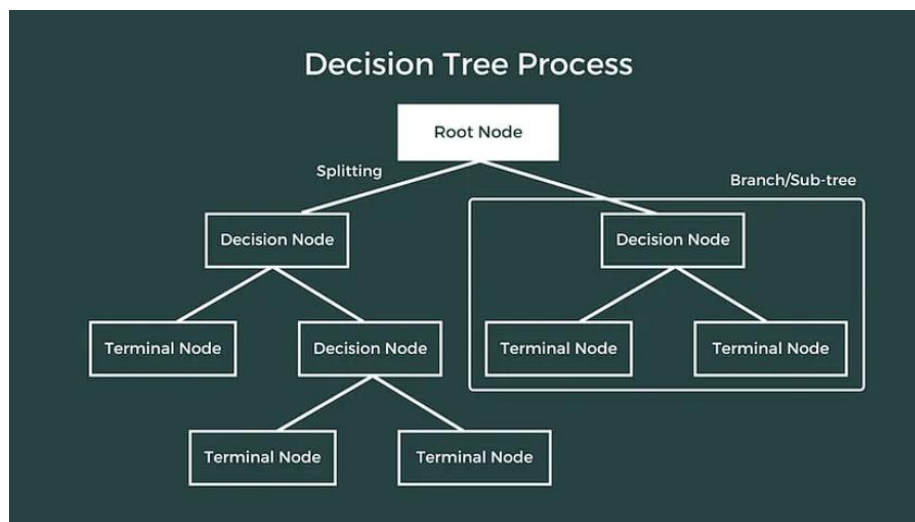 Decision Tree Process
Root Node
Splitting
Branch/Sub-tree
Decision Node
Decision Node
Terminal Node
Decision Node
Terminal Node
Terminal Node
Terminal Node
Terminal Node